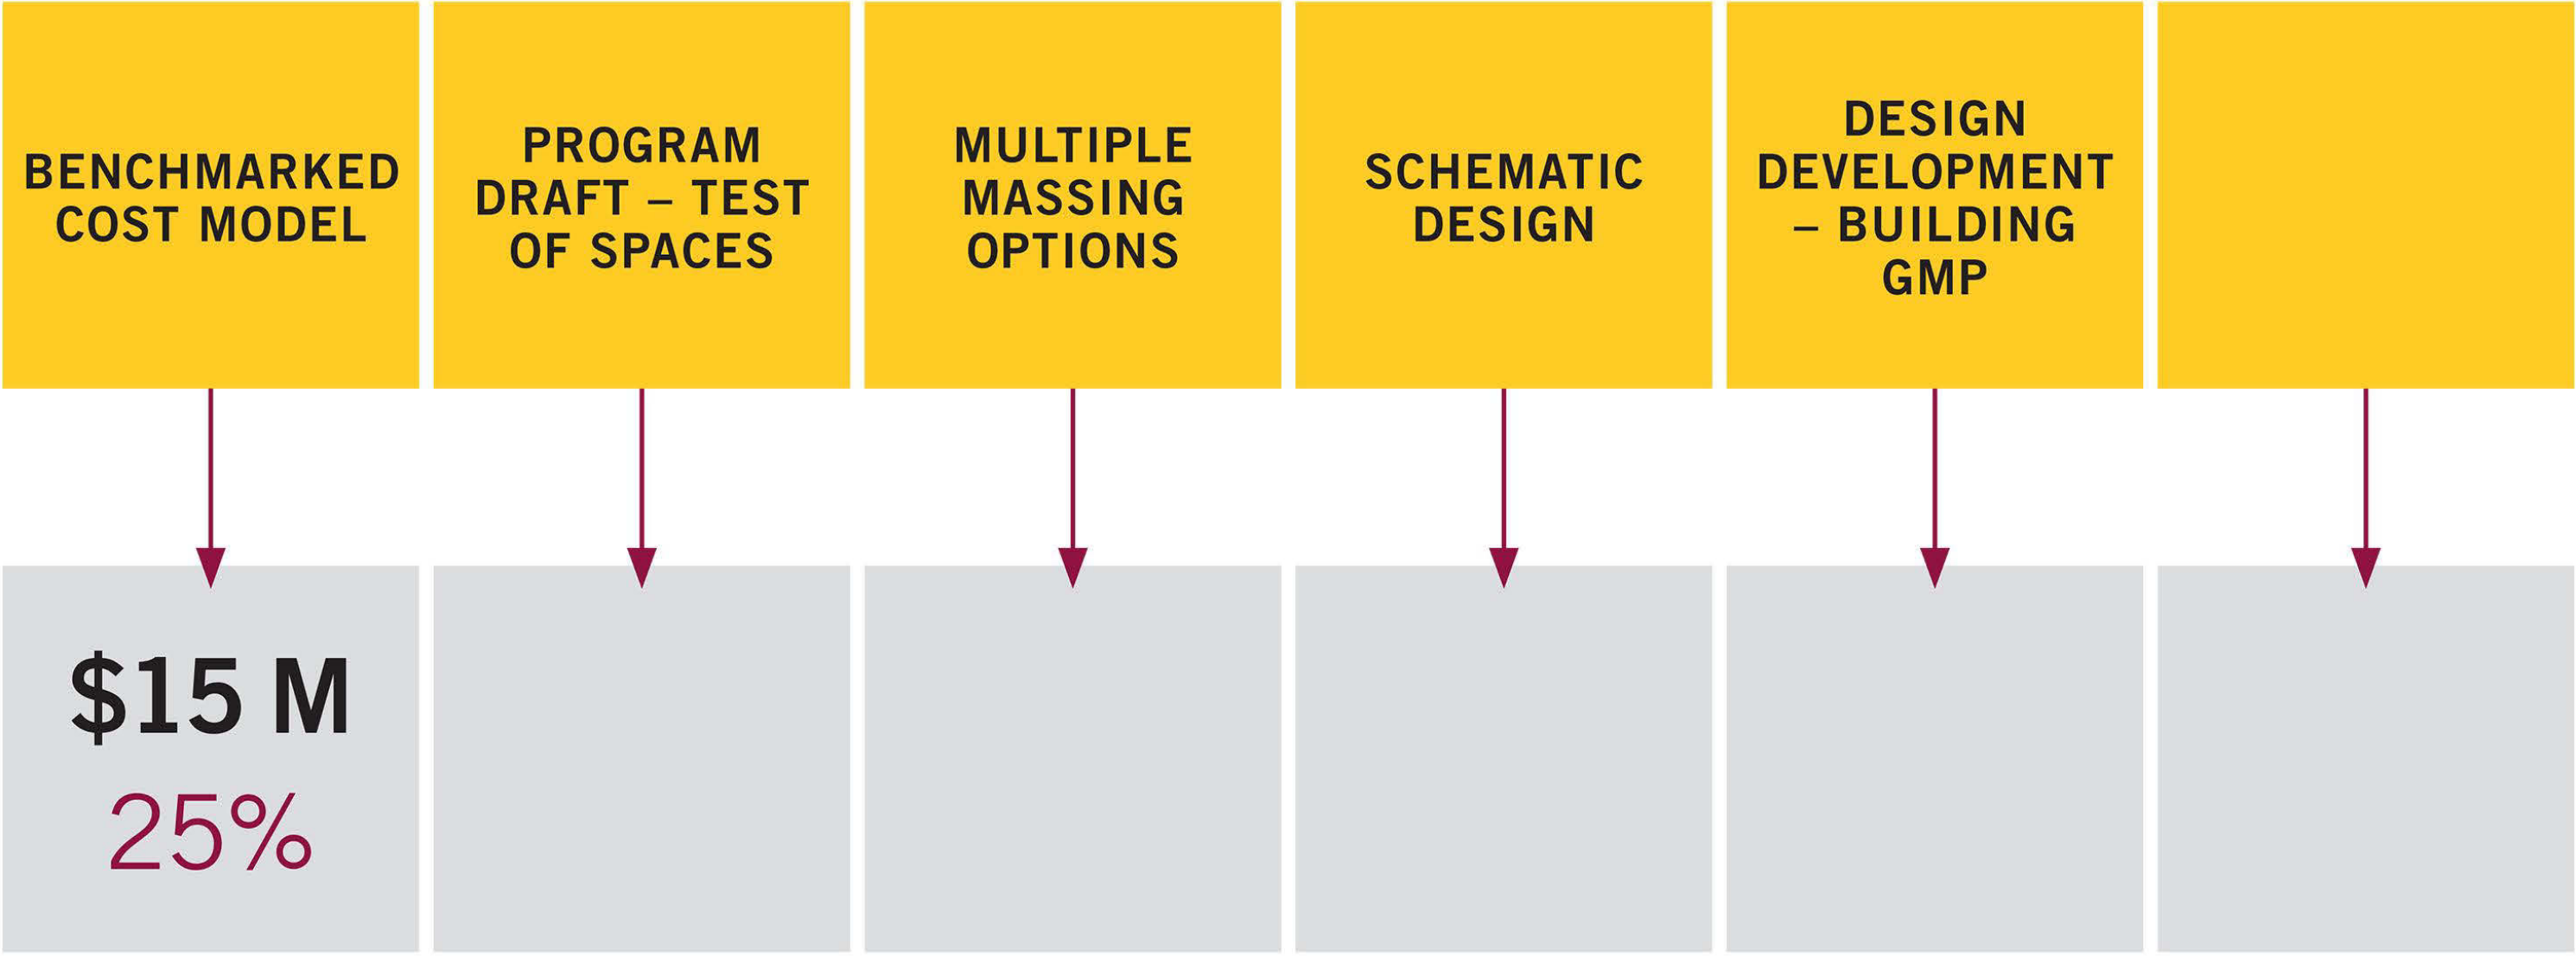 BENCHMARKED
COST MODEL
PROGRAM
DRAFT – TEST
OF SPACES
MULTIPLE
MASSING
OPTIONS
SCHEMATIC
DESIGN
DESIGN
DEVELOPMENT
– BUILDING
GMP
$15 M
25%